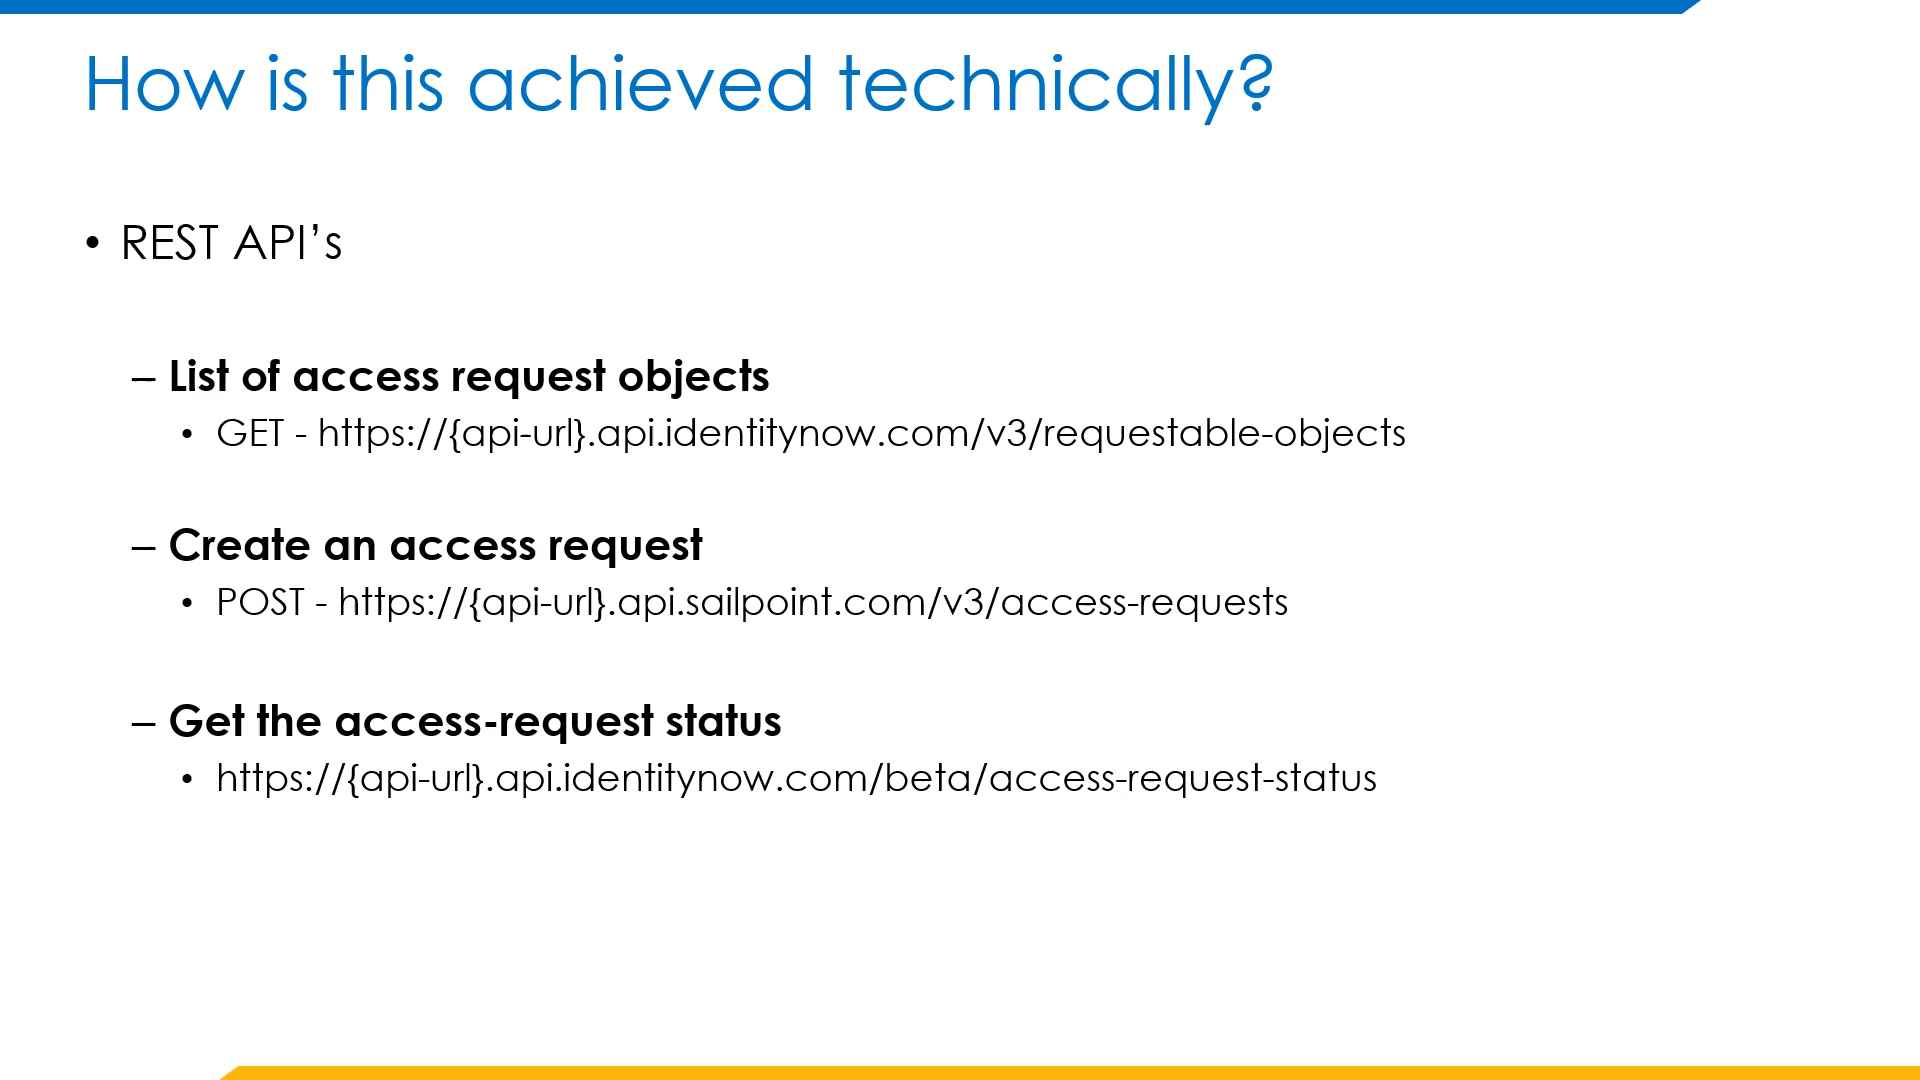 How is this achieved technically?
• REST API’s
– List of access request objects
• GET - https://{api-url}.api.identitynow.com/v3/requestable-objects
– Create an access request
• POST - https://{api-url}.api.sailpoint.com/v3/access-requests
– Get the access-request status
• https://{api-url}.api.identitynow.com/beta/access-request-status